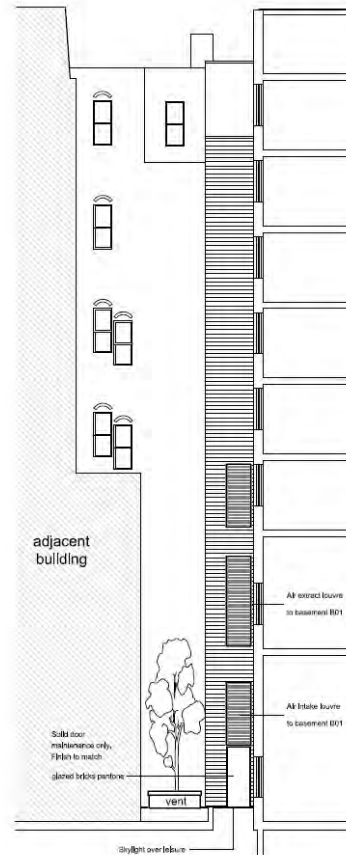 adjacent
building
Air extract louvre
to basement B01
Air intake louvre
to basement B01
Solid door
maintenance only,
Finish to match
glazed bricks pantone
vent
Skylight over leisure